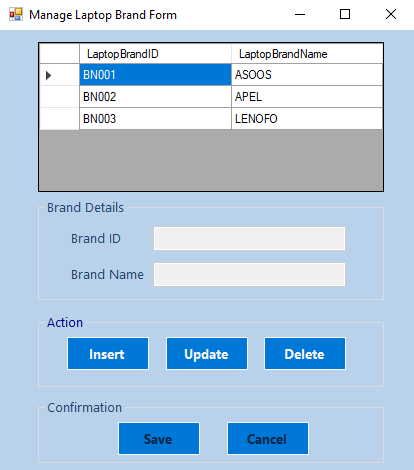 Manage Laptop Brand Form
LaptopBrandID LaptopBrandName
BN001 ASOOS
BN002 APEL
BN003 LENOFO
Brand Details
Brand ID
Brand Name
Action
Insert Update Delete
Confirmation
Save Cancel